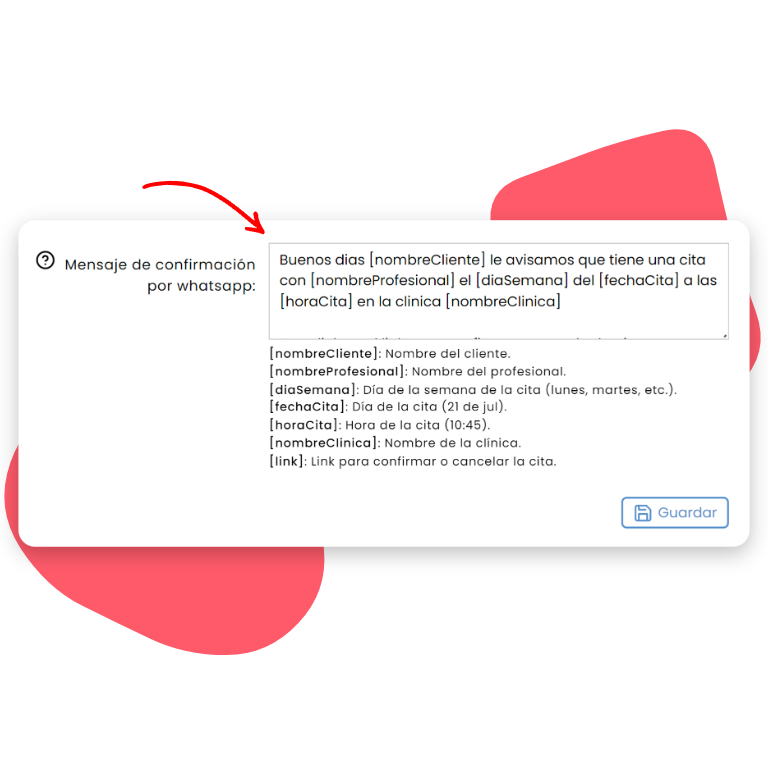 Mensaje de confirmación
por whatsapp:
Buenos dias [nombreCliente] le avisamos que tiene una cita
con [nombreProfesional] el [diaSemana] del [fechaCita] a las
[horaCita] en la clinica [nombreClinica]
[nombreCliente]: Nombre del cliente.
[nombreProfesional]: Nombre del profesional.
[diaSemana]: Día de la semana de la cita (lunes, martes, etc.).
[fechaCita]: Día de la cita (21 de jul).
[horaCita]: Hora de la cita (10:45).
[nombreClinica]: Nombre de la clínica.
[link]: Link para confirmar o cancelar la cita.
Guardar